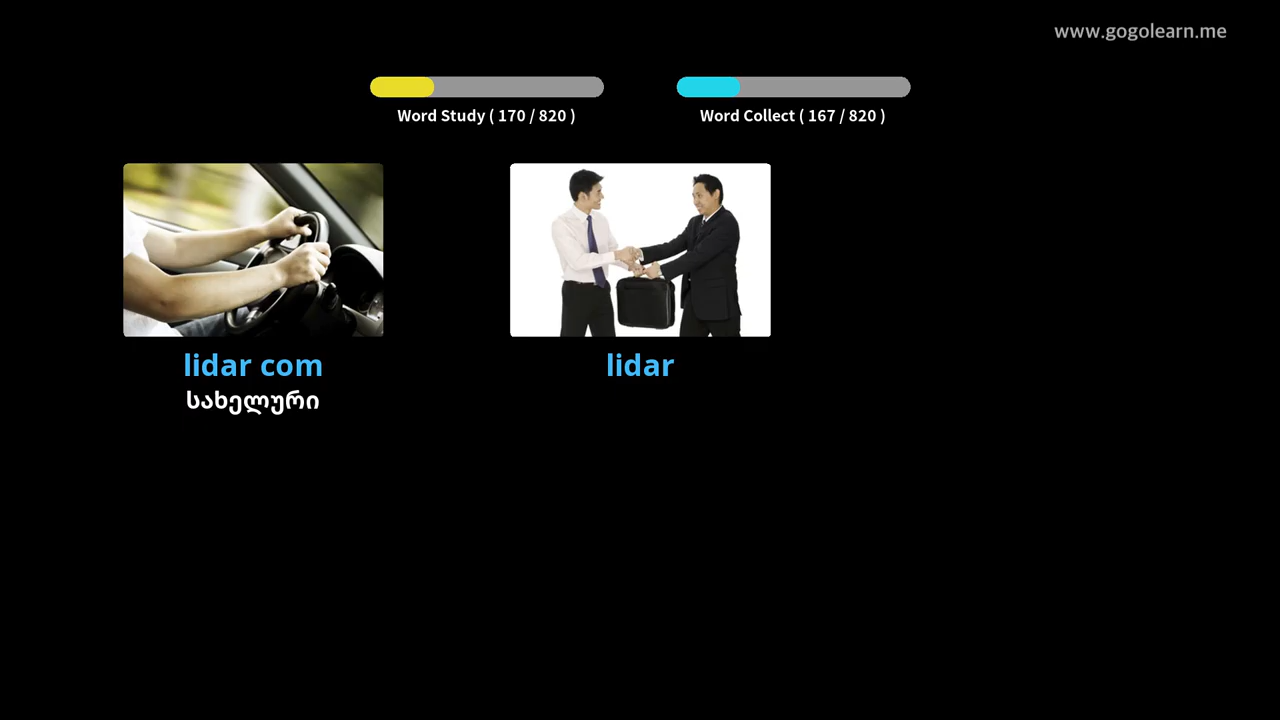 www.gogolearn.me
Word Study ( 170 / 820 )
Word Collect ( 167 / 820 )
lidar com
სახელური
lidar